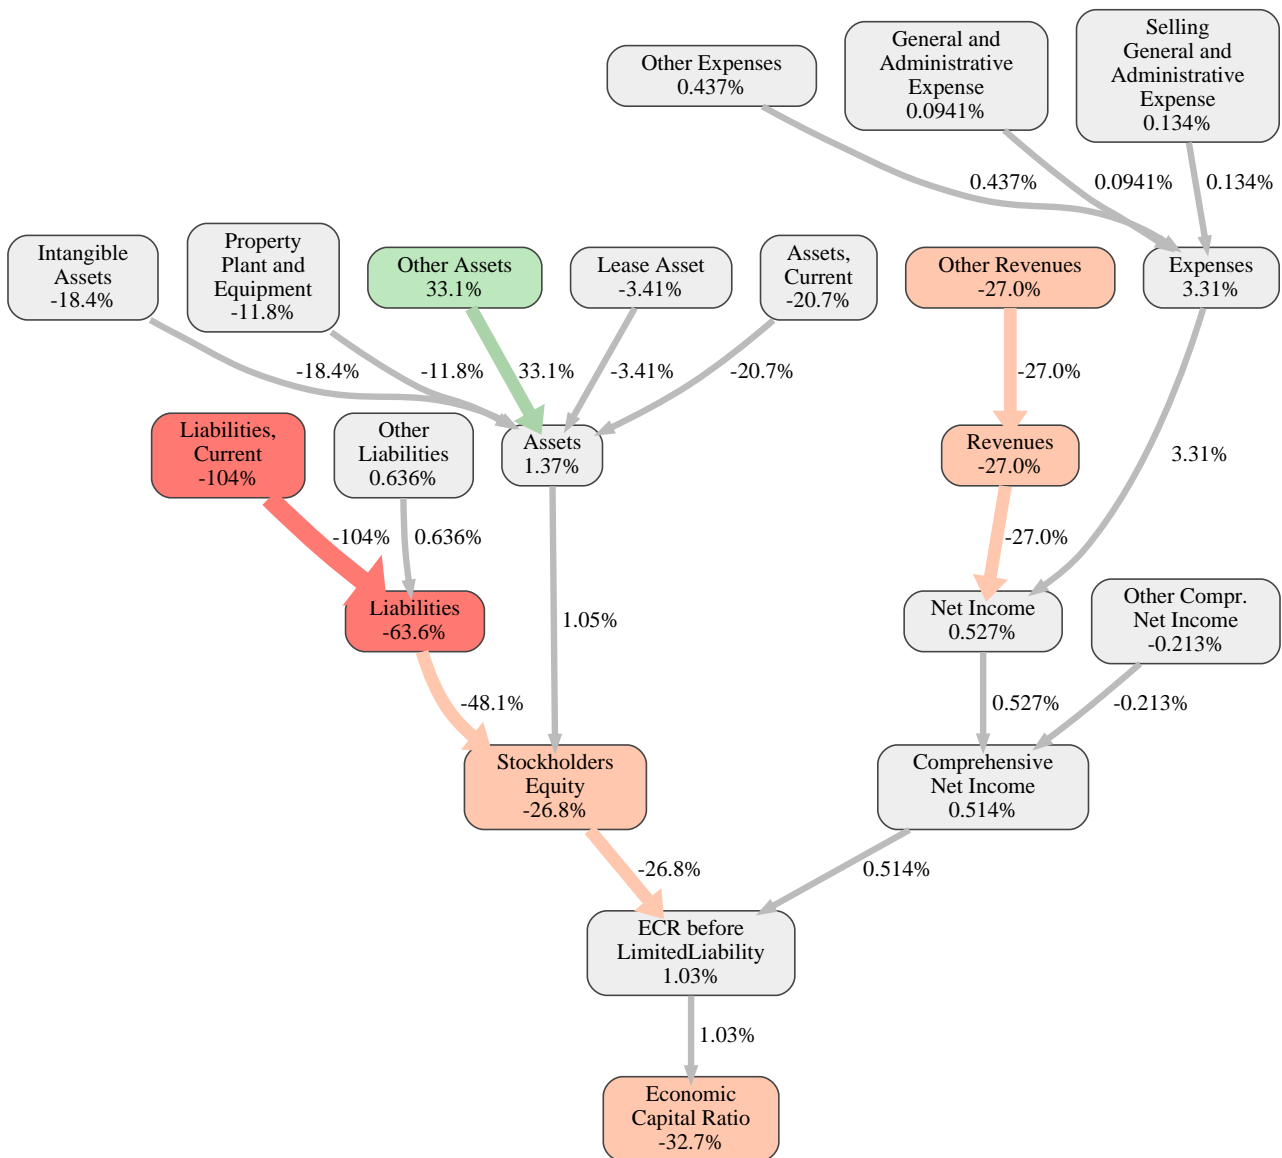 Selling
General and
Administrative
Expense
0.134%
General and
Administrative
Expense
0.0941%
Other Expenses
0.437%
0.437%
0.0941%
0.134%
Intangible
Assets
-18.4%
Property
Plant and
Equipment
-11.8%
Other Assets
33.1%
Lease Asset
-3.41%
Assets,
Current
-20.7%
Other Revenues
-27.0%
Expenses
3.31%
-18.4%
-11.8%
33.1%
-3.41%
-20.7%
-27.0%
Liabilities,
Current
-104%
Other
Liabilities
0.636%
Assets
1.37%
Revenues
-27.0%
3.31%
-104%
0.636%
-27.0%
Liabilities
-63.6%
1.05%
Net Income
0.527%
Other Compr.
Net Income
-0.213%
-48.1%
0.527%
-0.213%
Stockholders
Equity
-26.8%
Comprehensive
Net Income
0.514%
-26.8%
0.514%
ECR before
LimitedLiability
1.03%
1.03%
Economic
Capital Ratio
-32.7%